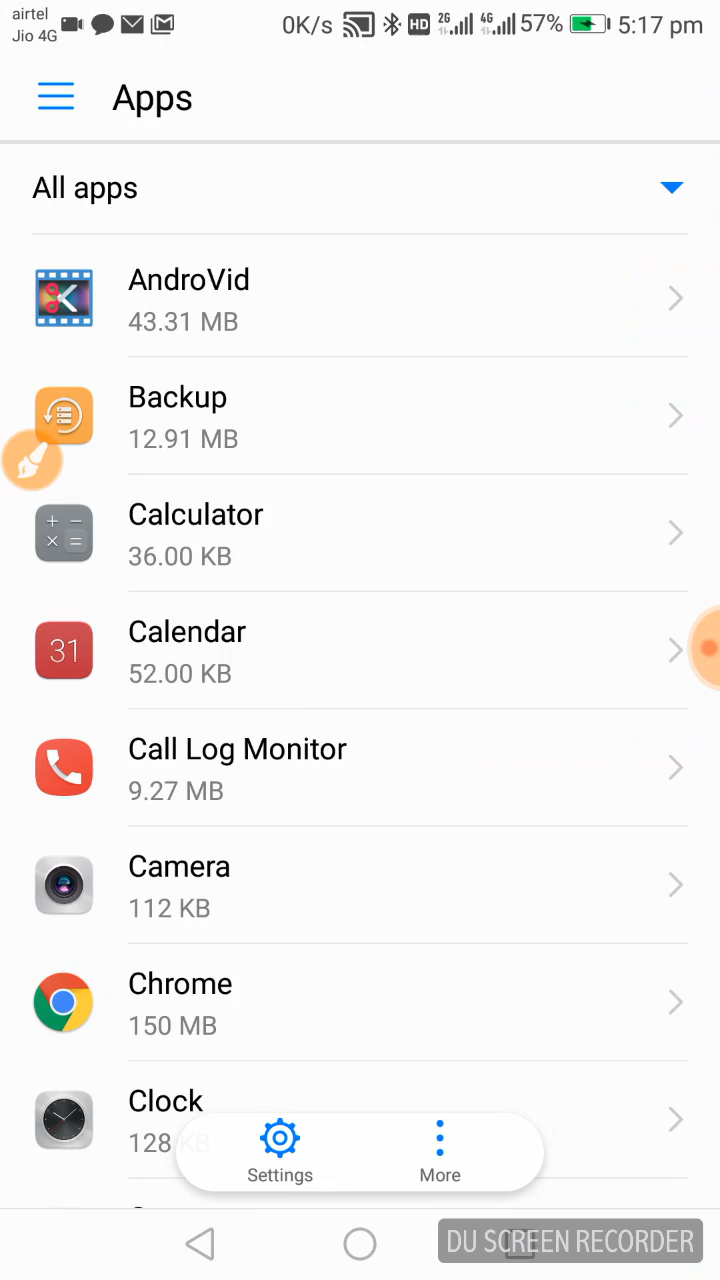 airtel
Jio 4G
0K/s HD 2G 4G 57% 5:17 pm
Apps
All apps
AndroVid
43.31 MB
Backup
12.91 MB
Calculator
36.00 KB
31
Calendar
52.00 KB
Call Log Monitor
9.27 MB
Camera
112 KB
Chrome
150 MB
Clock
128 KB
Settings
More
DU SCREEN RECORDER